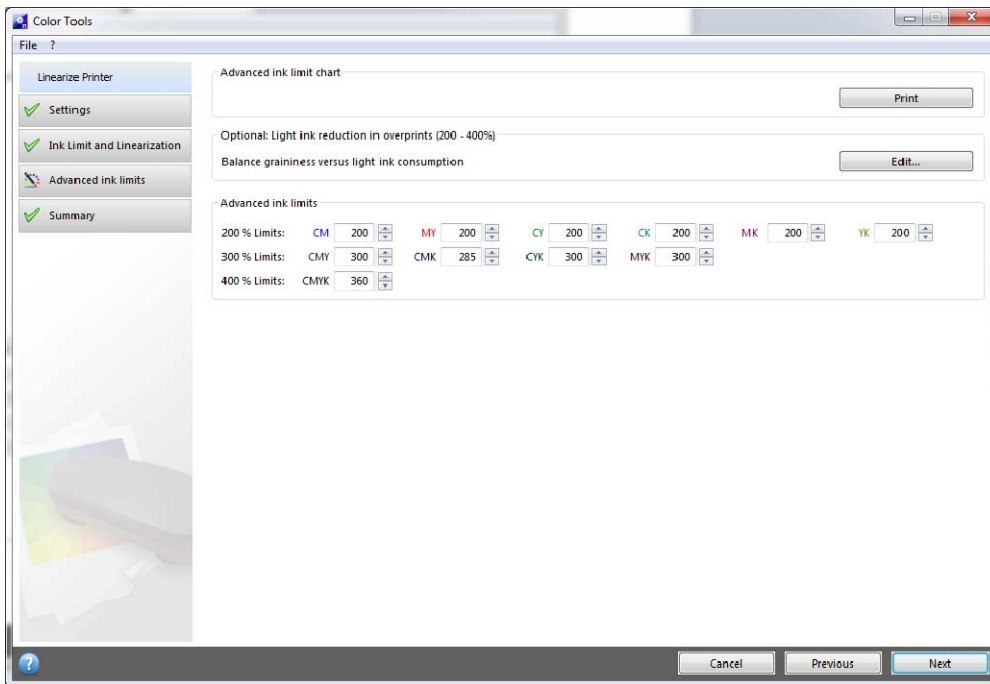 Color Tools
File ?
Linearize Printer
Settings
Ink Limit and Linearization
Advanced ink limits
Summary
Advanced ink limit chart
Print
Optional: Light ink reduction in overprints (200 - 400%)
Balance graininess versus light ink consumption
Edit...
Advanced ink limits
200 % Limits: CM 200 MY 200 CY 200 CK 200 MK 200 YK 200
300 % Limits: CMY 300 CMK 285 CYK 300 MYK 300
400 % Limits: CMYK 360
? Cancel Previous Next